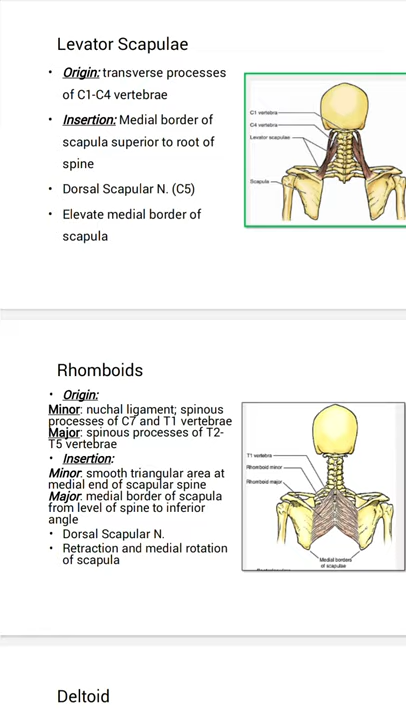 Levator Scapulae
• Origin: transverse processes
of C1-C4 vertebrae
• Insertion: Medial border of
scapula superior to root of
spine
• Dorsal Scapular N. (C5)
• Elevate medial border of
scapula
C1 vertebra
C4 vertebra
Levator scapulae
Scapula
Rhomboids
• Origin:
Minor: nuchal ligament; spinous
processes of C7 and T1 vertebrae
Major: spinous processes of T2-
T5 vertebrae
• Insertion:
Minor: smooth triangular area at
medial end of scapular spine
Major: medial border of scapula
from level of spine to inferior
angle
• Dorsal Scapular N.
• Retraction and medial rotation
of scapula
T1 vertebra
Rhomboid minor
Rhomboid major
Medial borders
of scapulae
Deltoid